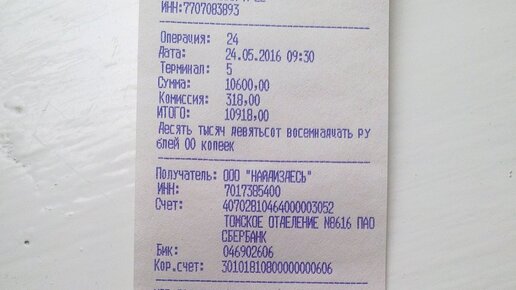 ИНН:7707083893
Операция: 24
Дата: 24.05.2016 09:30
Терминал: 5
Сумма: 10600,00
Комиссия: 318,00
ИТОГО: 10918,00
Десять тысяч девятьсот восемнадцать ру
блей 00 копеек
Получатель: ООО "НАЙДИЗДЕСЬ"
ИНН: 7017385400
Счет: 40702810464000003052
ТОМСКОЕ ОТДЕЛЕНИЕ N8616 ПАО
СБЕРБАНК
Бик: 046902606
Кор.счет: 30101810800000000606